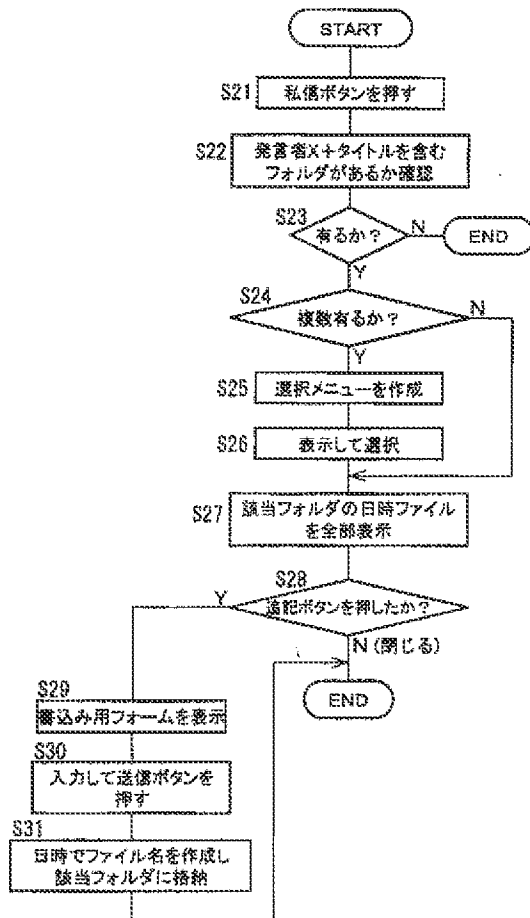 START
S21
私信ボタンを押す
S22
発言者X+タイトルを含む
フォルダがあるか確認
S23
有るか?
N
END
Y
S24
複数有るか?
N
Y
S25
選択メニューを作成
S26
表示して選択
S27
該当フォルダの日時ファイル
を全部表示
S28
追記ボタンを押したか?
Y
N (閉じる)
END
S29
書込み用フォームを表示
S30
入力して送信ボタンを
押す
S31
日時でファイル名を作成し
該当フォルダに格納